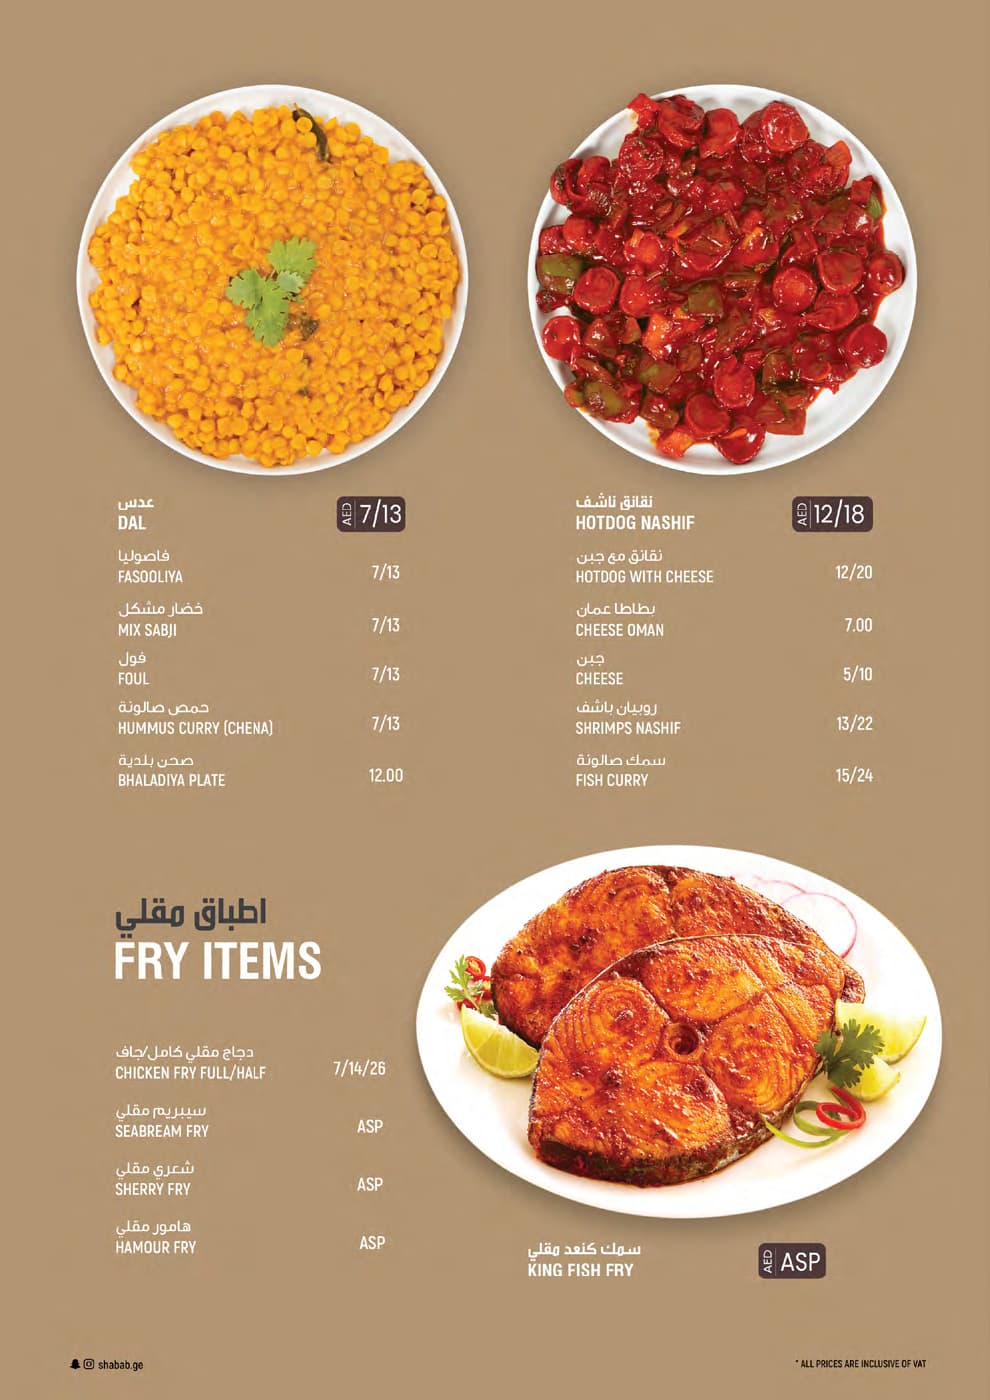 عدس
DAL
AED 7/13
فاصوليا
FASOOLIYA
7/13
خضار مشكل
MIX SABJI
7/13
فول
FOUL
7/13
حمص صالونة
HUMMUS CURRY (CHENA)
7/13
صحن بلدية
BHALADIYA PLATE
12.00
نقانق ناشف
HOTDOG NASHIF
AED 12/18
نقانق مع جبن
HOTDOG WITH CHEESE
12/20
بطاطا عمان
CHEESE OMAN
7.00
جبن
CHEESE
5/10
روبيان باشف
SHRIMPS NASHIF
13/22
سمك صالونة
FISH CURRY
15/24
اطباق مقلي
FRY ITEMS
دجاج مقلي كامل/جاف
CHICKEN FRY FULL/HALF
7/14/26
سيبريم مقلي
SEABREAM FRY
ASP
شعري مقلي
SHERRY FRY
ASP
هامور مقلي
HAMOUR FRY
ASP
سمك كنعد مقلي
KING FISH FRY
AED ASP
shabab.ge
* ALL PRICES ARE INCLUSIVE OF VAT